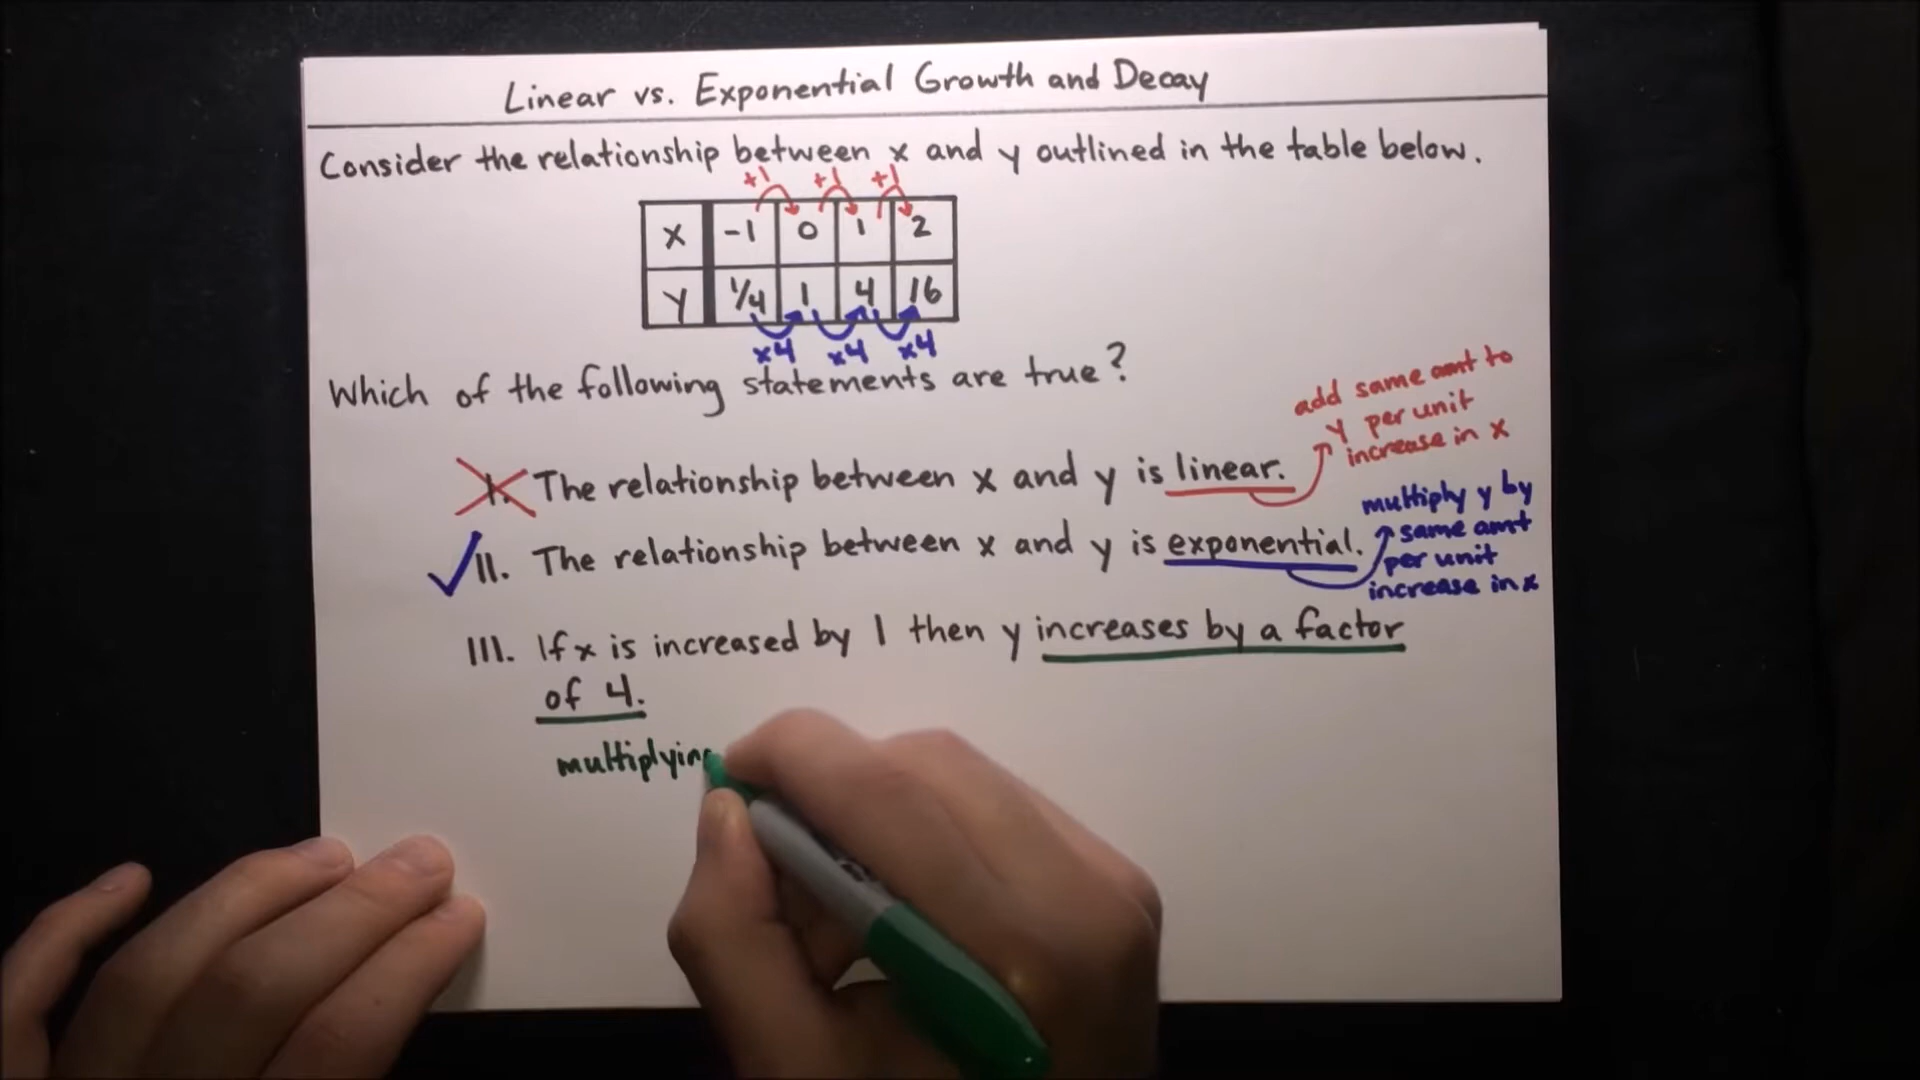 Linear vs. Exponential Growth and Decay
Consider the relationship between x and y outlined in the table below.
+1 +1 +1
X -1 0 1 2
Y 1/4 1 4 16
x4 x4 x4
Which of the following statements are true?
add same amt to
y per unit
increase in x
I. The relationship between x and y is linear.
multiply y by
same amt
per unit
increase in x
II. The relationship between x and y is exponential.
III. If x is increased by 1 then y increases by a factor
of 4.
multiplying